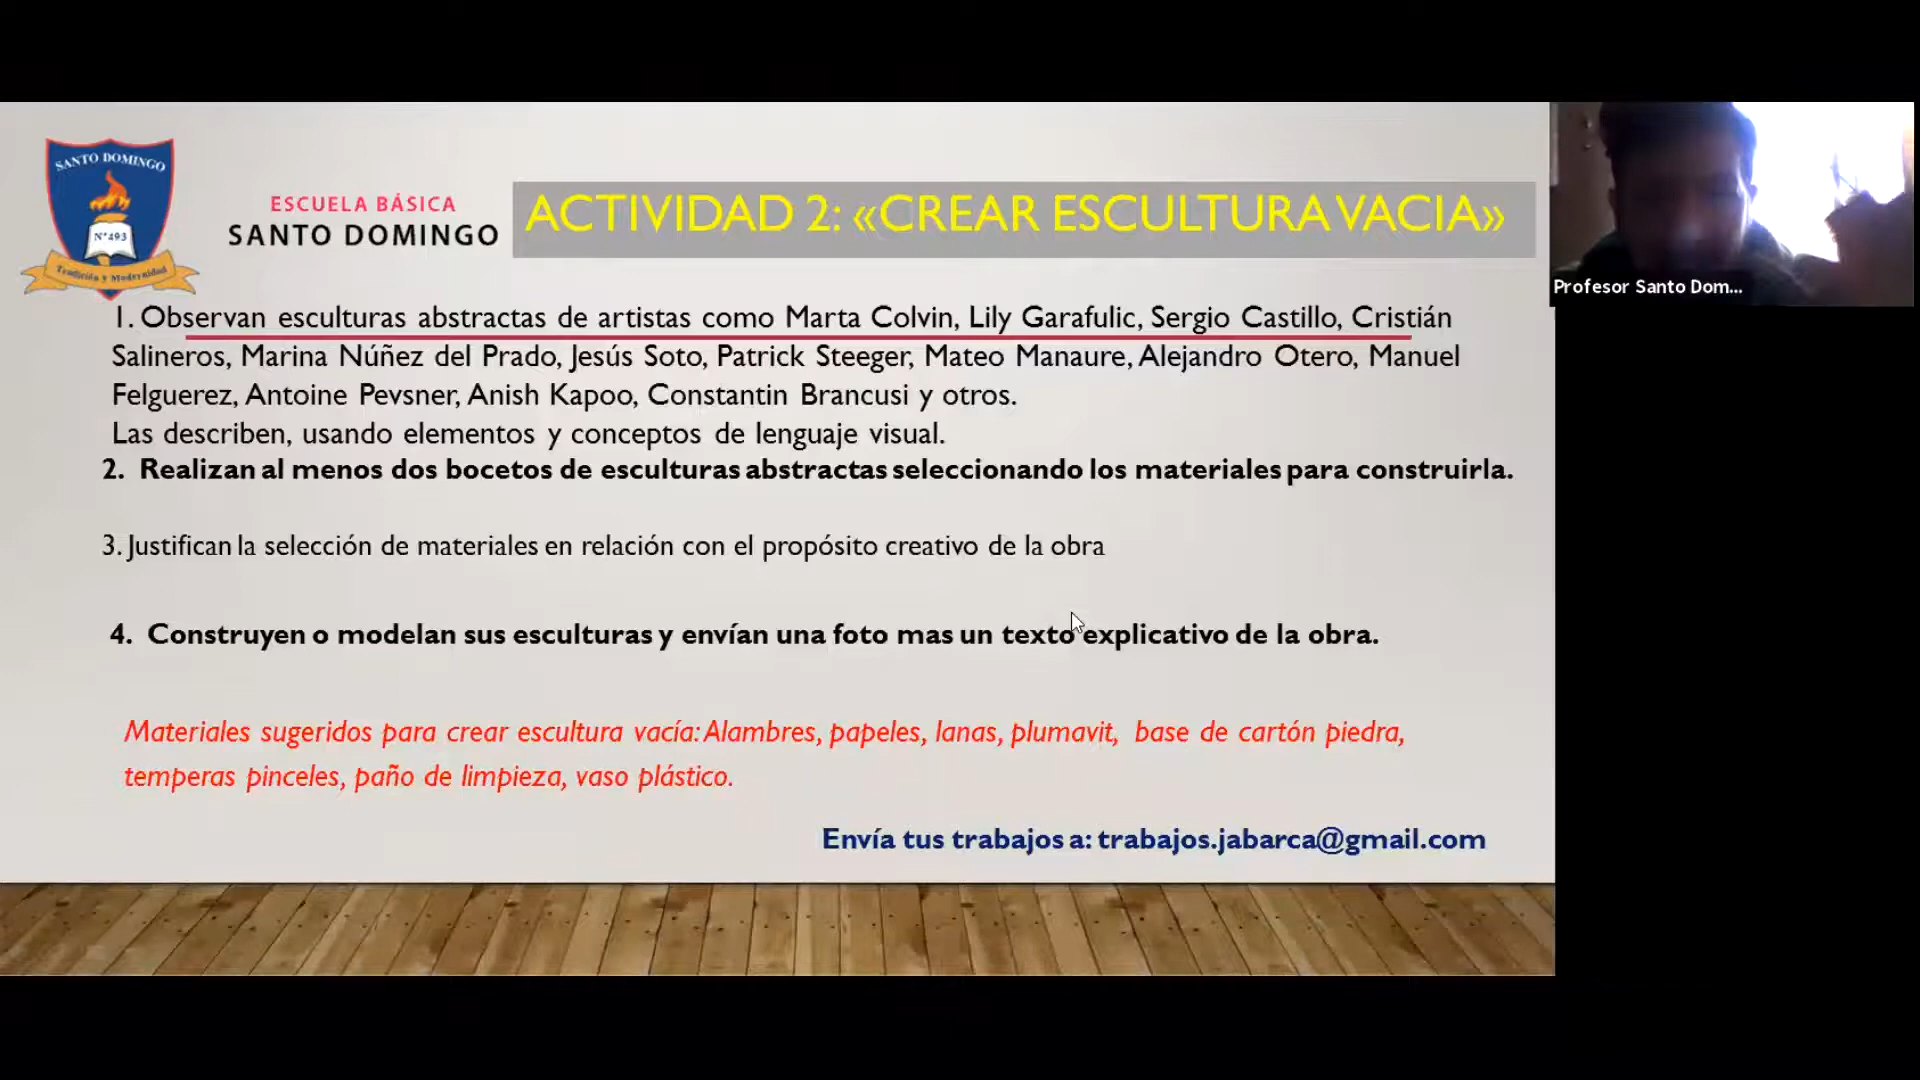 SANTO DOMINGO
N°493
Tradición y Modernidad
ESCUELA BÁSICA
SANTO DOMINGO
ACTIVIDAD 2: «CREAR ESCULTURA VACIA»
Profesor Santo Dom...
1. Observan esculturas abstractas de artistas como Marta Colvin, Lily Garafulic, Sergio Castillo, Cristián
Salineros, Marina Núñez del Prado, Jesús Soto, Patrick Steeger, Mateo Manaure, Alejandro Otero, Manuel
Felguerez, Antoine Pevsner, Anish Kapoo, Constantin Brancusi y otros.
Las describen, usando elementos y conceptos de lenguaje visual.
2. Realizan al menos dos bocetos de esculturas abstractas seleccionando los materiales para construirla.
3. Justifican la selección de materiales en relación con el propósito creativo de la obra
4. Construyen o modelan sus esculturas y envían una foto mas un texto explicativo de la obra.
Materiales sugeridos para crear escultura vacía: Alambres, papeles, lanas, plumavit, base de cartón piedra,
temperas pinceles, paño de limpieza, vaso plástico.
Envía tus trabajos a: trabajos.jabarca@gmail.com